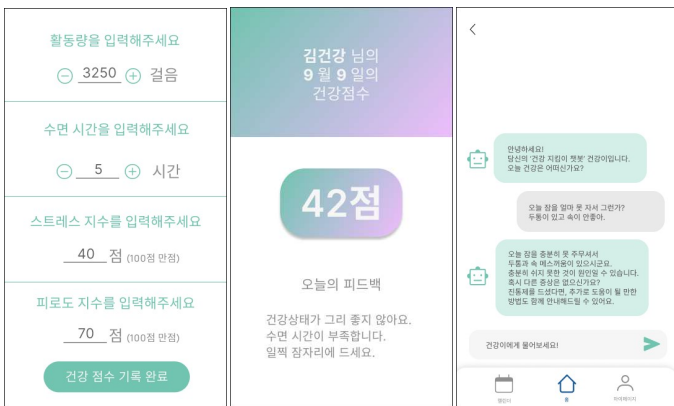 활동량을 입력해주세요
3250 걸음
수면 시간을 입력해주세요
5 시간
스트레스 지수를 입력해주세요
40 점 (100점 만점)
피로도 지수를 입력해주세요
70 점 (100점 만점)
건강 점수 기록 완료
김건강 님의
9 월 9 일의
건강점수
42점
오늘의 피드백
건강상태가 그리 좋지 않아요.
수면 시간이 부족합니다.
일찍 잠자리에 드세요.
안녕하세요!
당신의 '건강 지킴이 챗봇' 건강이입니다.
오늘 건강은 어떠신가요?
오늘 잠을 얼마 못 자서 그런가?
두통이 있고 속이 안좋아.
오늘 잠을 충분히 못 주무셔서
두통과 속 메스꺼움이 있으시군요.
충분히 쉬지 못한 것이 원인일 수 있습니다.
혹시 다른 증상은 없으신가요?
진통제를 드셨다면, 추가로 도움이 될 만한
방법도 함께 안내해드릴 수 있어요.
건강이에게 물어보세요!
캘린더
홈
마이페이지